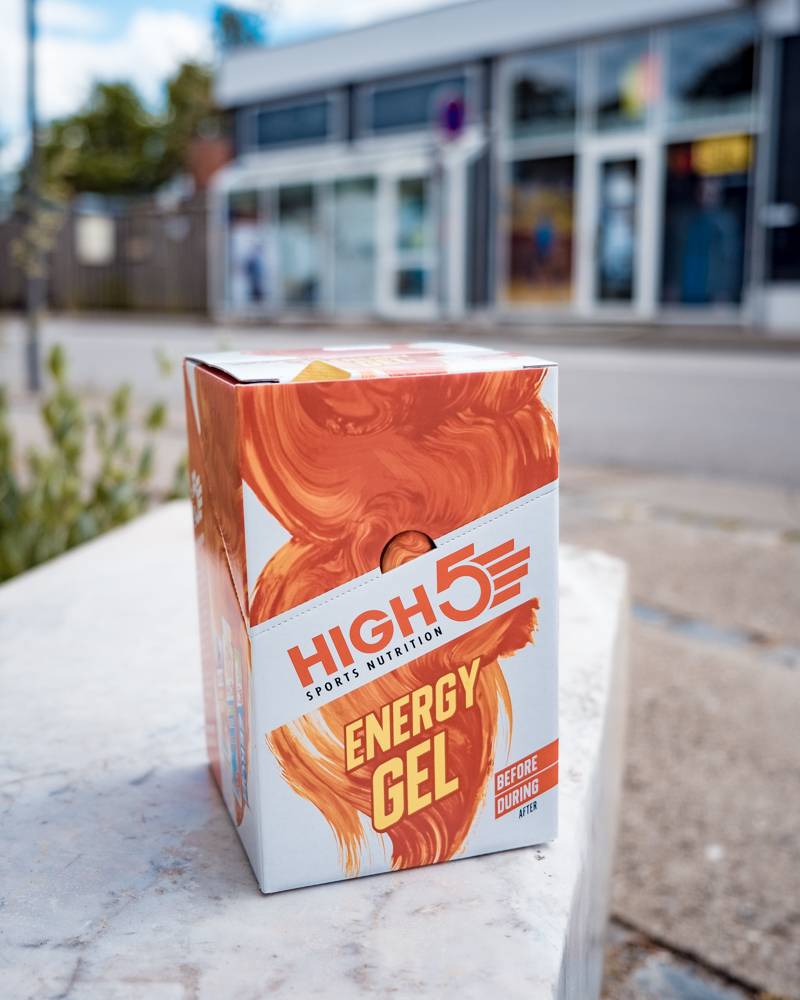 HIGH5
SPORTS NUTRITION
ENERGY
GEL
BEFORE
DURING
AFTER